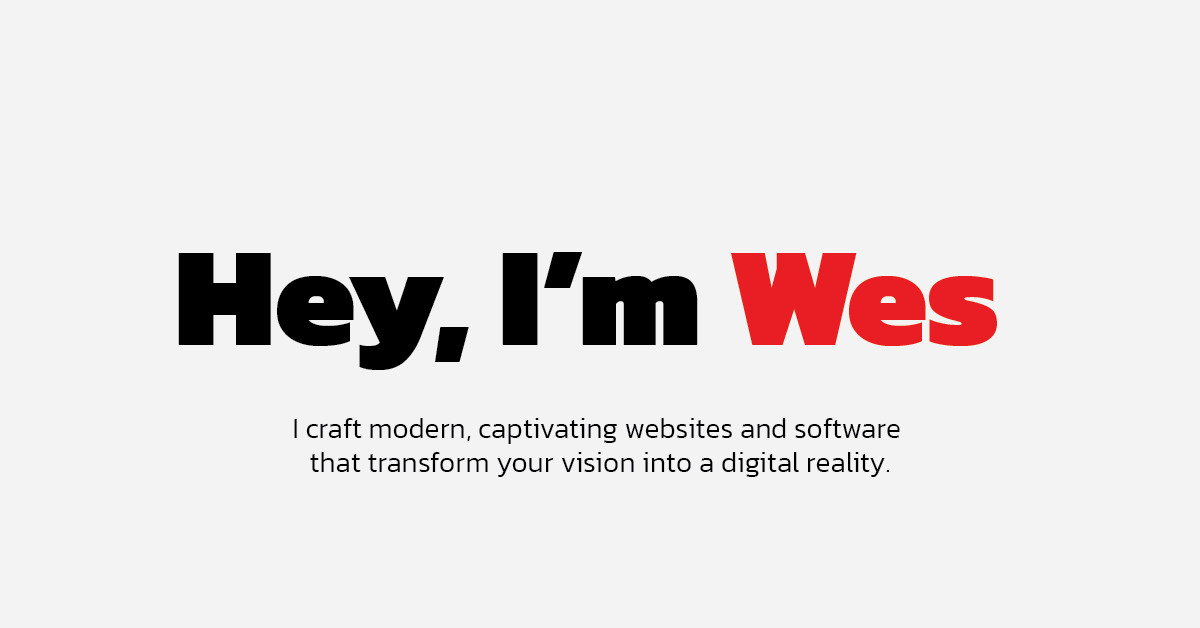 Hey, I’m Wes
I craft modern, captivating websites and software
that transform your vision into a digital reality.